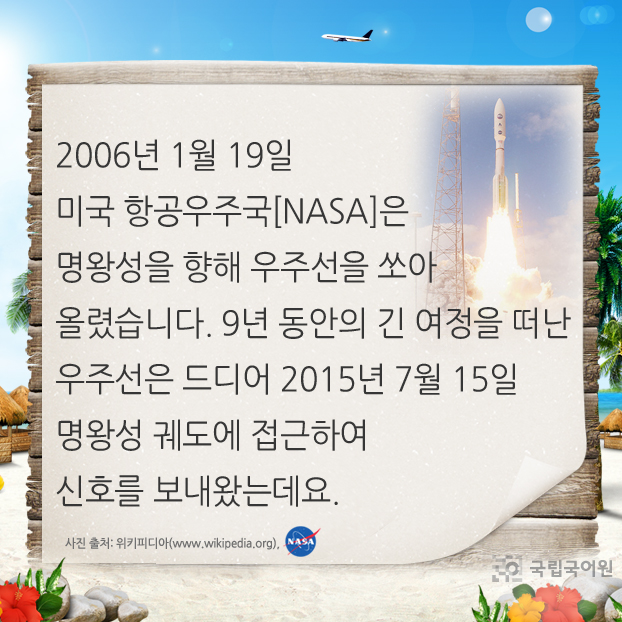 2006년 1월 19일
미국 항공우주국[NASA]은
명왕성을 향해 우주선을 쏘아
올렸습니다. 9년 동안의 긴 여정을 떠난
우주선은 드디어 2015년 7월 15일
명왕성 궤도에 접근하여
신호를 보내왔는데요.
사진 출처: 위키피디아(www.wikipedia.org), NASA
국립국어원